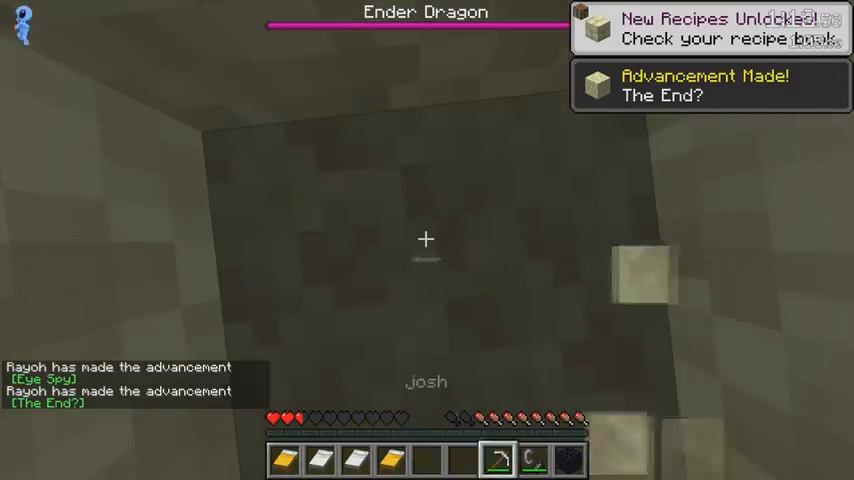 Ender Dragon
New Recipes Unlocked!
Check your recipe book
Advancement Made!
The End?
Rayoh has made the advancement
[Eye Spy]
Rayoh has made the advancement
[The End?]
josh